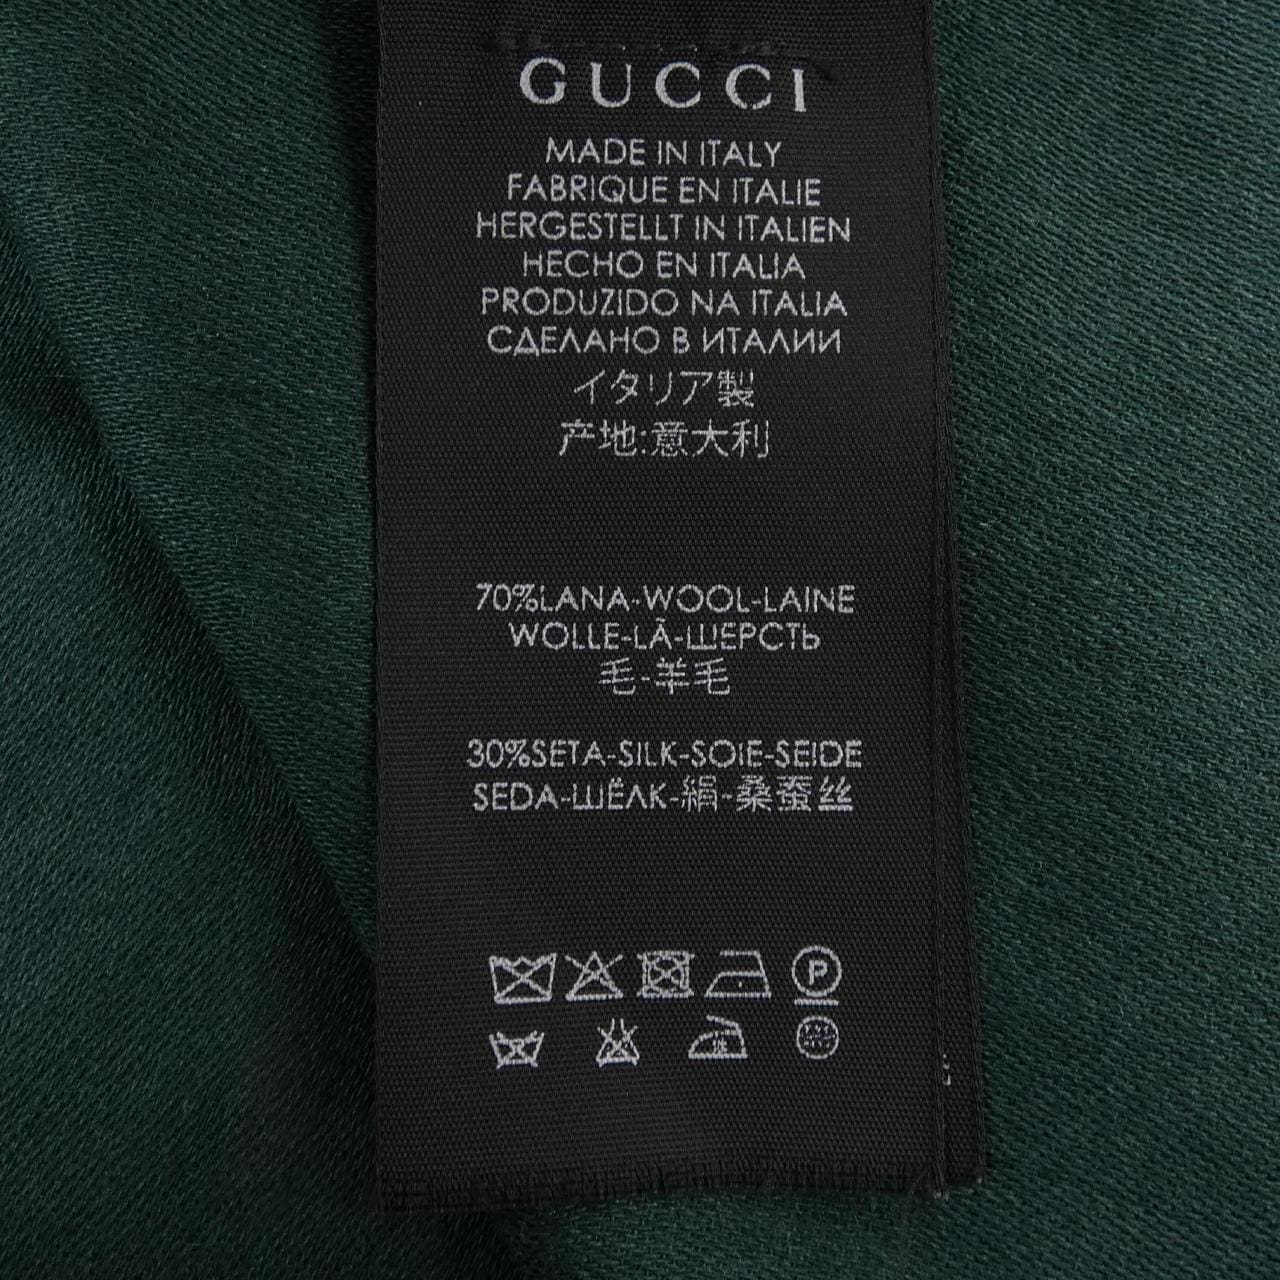 GUCCI
MADE IN ITALY
FABRIQUE EN ITALIE
HERGESTELLT IN ITALIEN
HECHO EN ITALIA
PRODUZIDO NA ITALIA
СДЕЛАНО В ИТАЛИИ
イタリア製
产地:意大利
70%LANA-WOOL-LAINE
WOLLE-LÃ-ШЕРСТЬ
毛-羊毛
30%SETA-SILK-SOIE-SEIDE
SEDA-ШЁЛК-絹-桑蚕丝
P